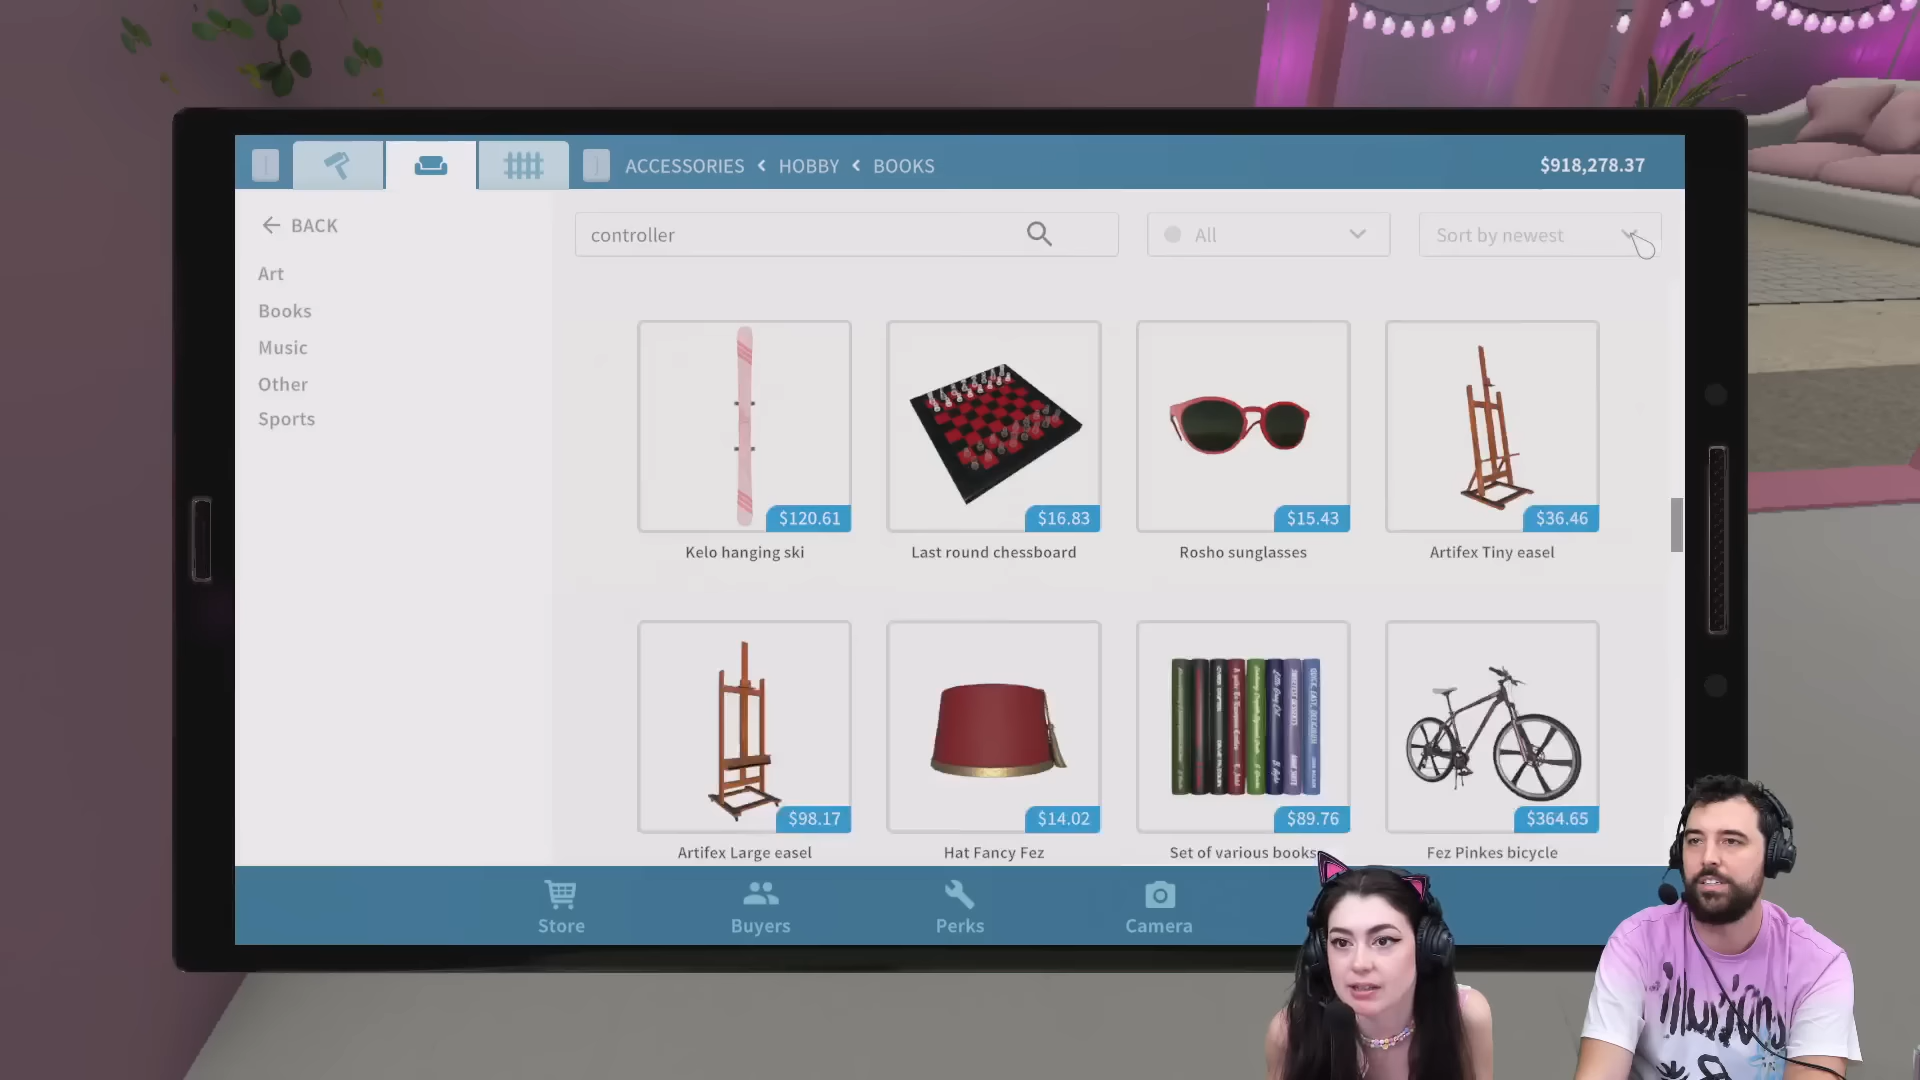 ACCESSORIES < HOBBY < BOOKS
$918,278.37
BACK
controller
All
Sort by newest
Art
Books
Music
Other
Sports
$120.61
$16.83
$15.43
$36.46
Kelo hanging ski
Last round chessboard
Rosho sunglasses
Artifex Tiny easel
$98.17
$14.02
$89.76
$364.65
Artifex Large easel
Hat Fancy Fez
Set of various books
Fez Pinkes bicycle
Store
Buyers
Perks
Camera